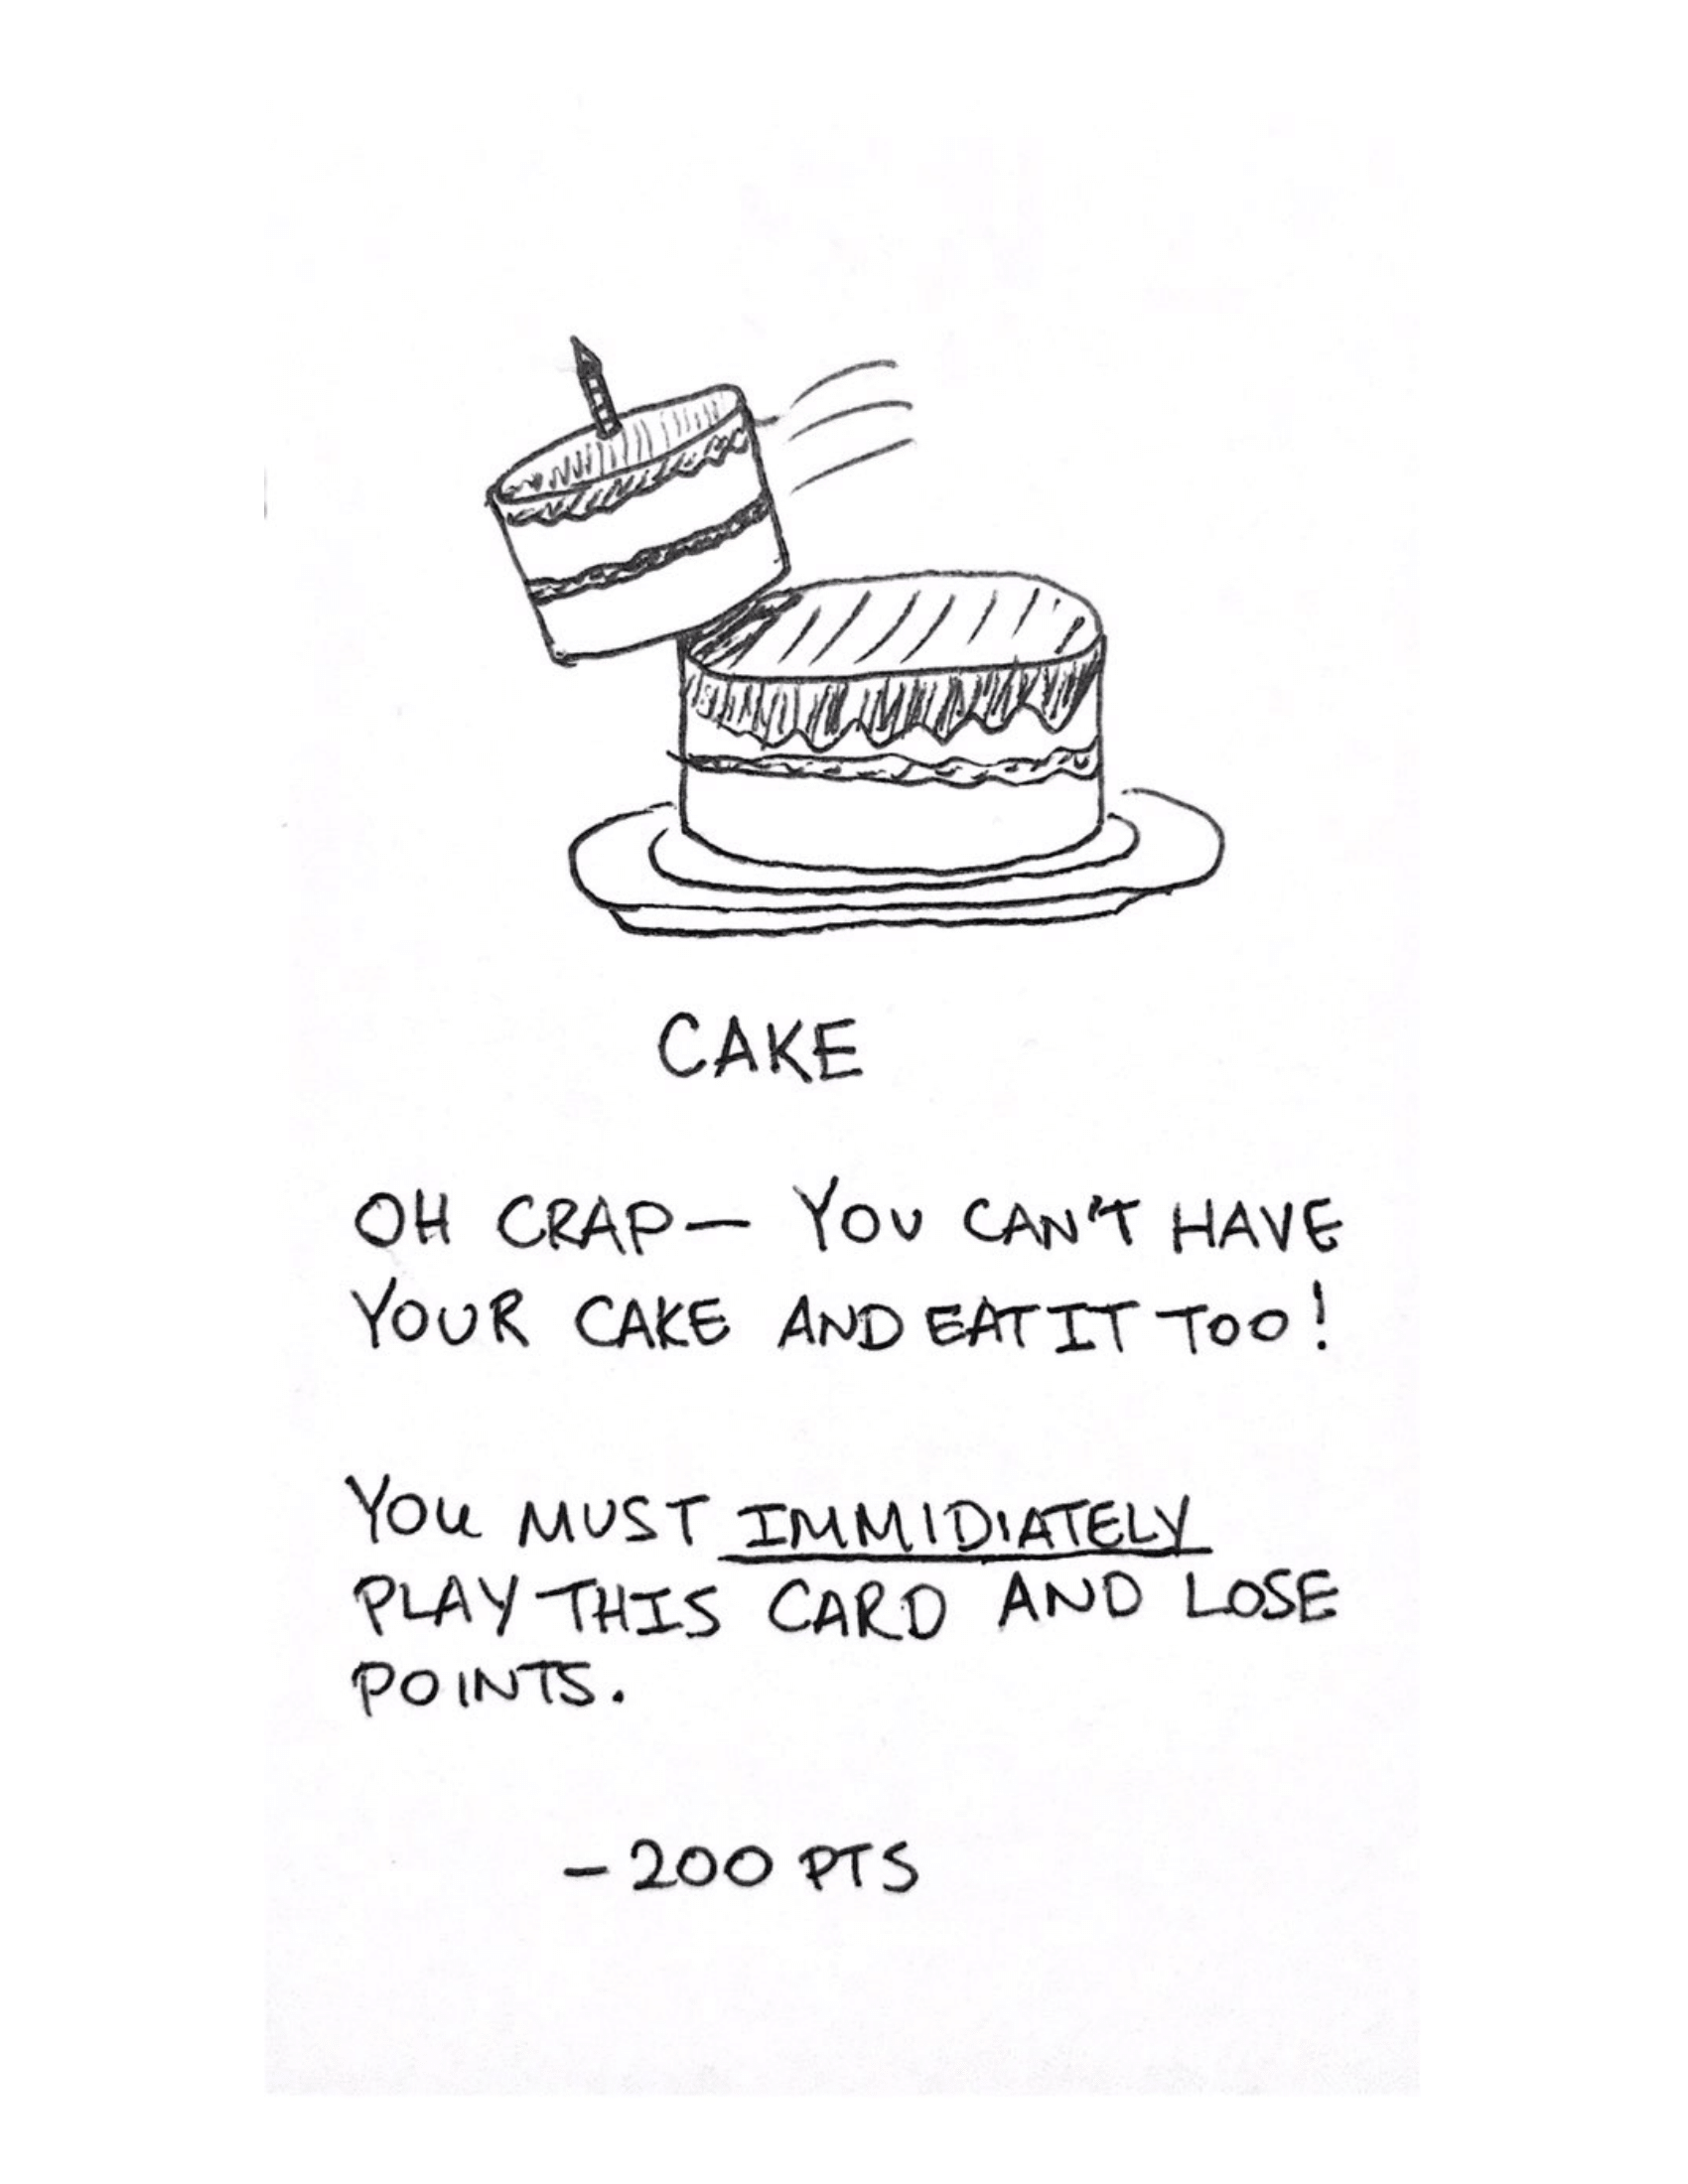 CAKE
OH CRAP— YOU CAN'T HAVE
YOUR CAKE AND EAT IT TOO!
YOU MUST IMMIDIATELY
PLAY THIS CARD AND LOSE
POINTS.
-200 PTS